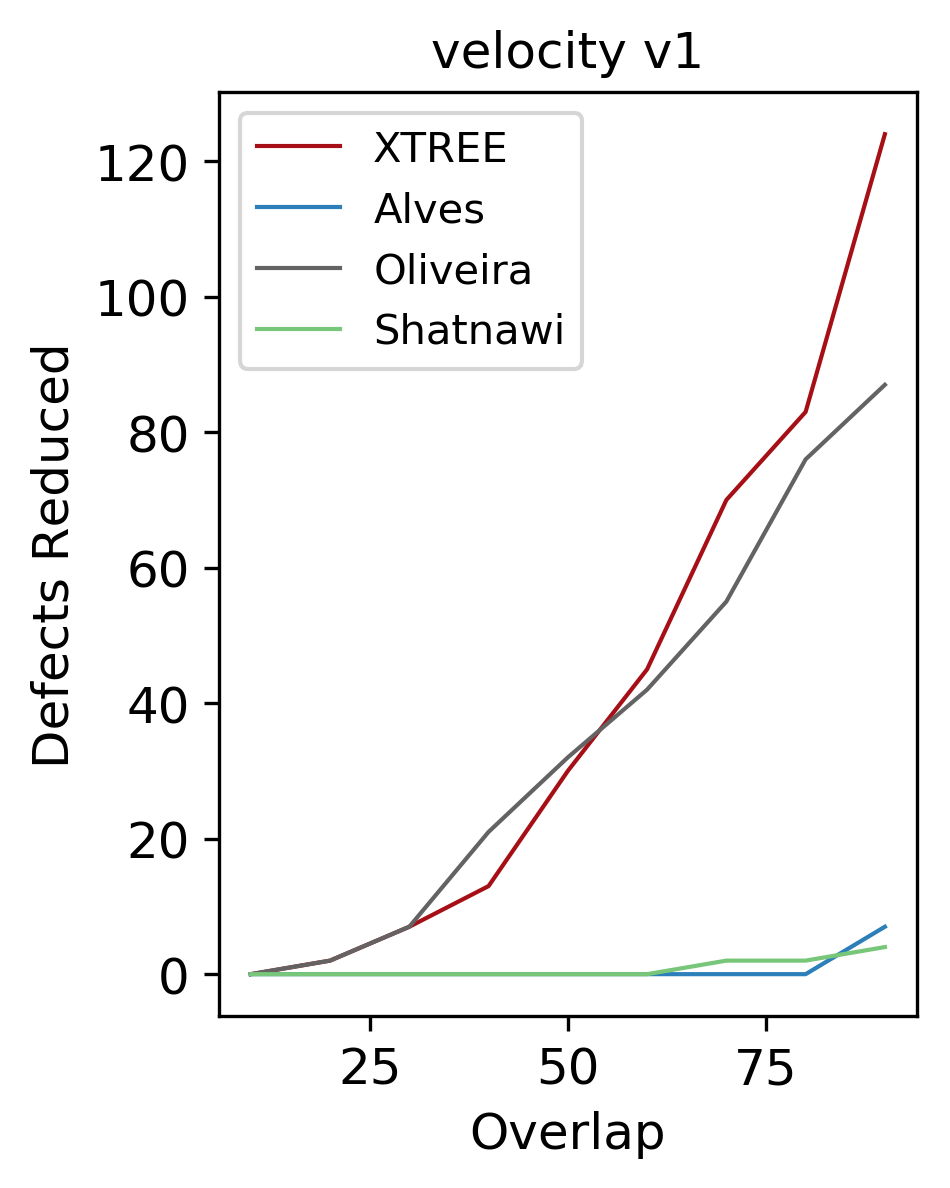 velocity v1
XTREE
Alves
Oliveira
Shatnawi
120
100
80
60
40
20
0
Defects Reduced
25 50 75
Overlap